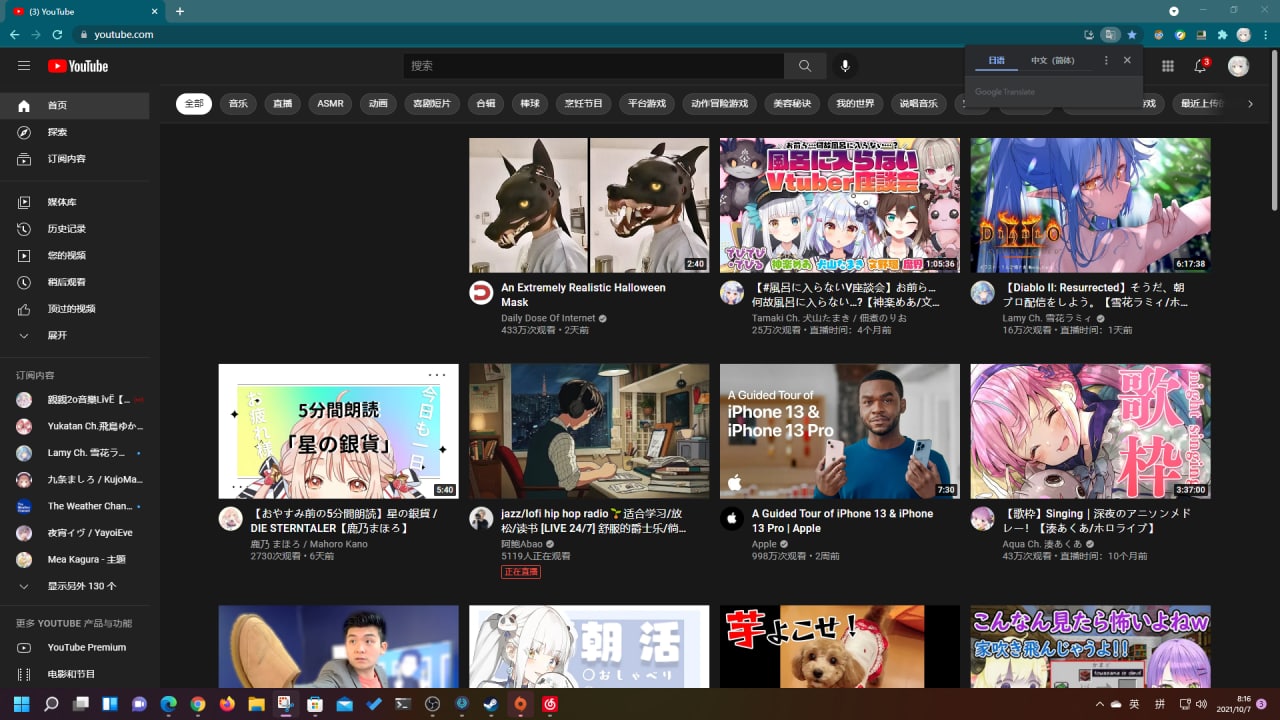 (3) YouTube
youtube.com
YouTube
搜索
日语
中文（简体）
Google Translate
3
全部
音乐
直播
ASMR
动画
喜剧短片
合辑
棒球
烹饪节目
平台游戏
动作冒险游戏
美容秘诀
我的世界
说唱音乐
首页
探索
订阅内容
媒体库
历史记录
您的视频
稍后观看
顶过的视频
展开
订阅内容
Yukatan Ch.飛鳥ゆか...
Lamy Ch. 雪花ラ...
九条ましろ / KujoMa...
The Weather Chan...
夜宵イヴ / YayoiEve
Mea Kagura - 主题
显示另外 130 个
更多 YOUTUBE 产品与功能
YouTube Premium
电影和节目
2:40
An Extremely Realistic Halloween
Mask
Daily Dose Of Internet
433万次观看 • 2天前
お前ら…何故風呂に入らない…？
風呂に入らない
Vtuber座談会
神楽めあ
犬山たまき
1:05:36
【#風呂に入らないV座談会】お前ら…
何故風呂に入らない…?【神楽めあ/文...
Tamaki Ch. 犬山たまき / 佃煮のりお
25万次观看 • 直播时间：4个月前
DIABLO
II
6:17:38
【Diablo II: Resurrected】そうだ、朝
プロ配信をしよう。【雪花ラミィ/ホ...
Lamy Ch. 雪花ラミィ
16万次观看 • 直播时间：1天前
今日も一日
お疲れ様
5分間朗読
「星の銀貨」
5:40
【おやすみ前の5分間朗読】星の銀貨 /
DIE STERNTALER【鹿乃まほろ】
鹿乃 まほろ / Mahoro Kano
2730次观看 • 6天前
jazz/lofi hip hop radio🌱适合学习/放
松/读书 [LIVE 24/7] 舒服的爵士乐/倘...
阿鲍Abao
5119人正在观看
正在直播
A Guided Tour of
iPhone 13 &
iPhone 13 Pro
7:30
A Guided Tour of iPhone 13 & iPhone
13 Pro | Apple
Apple
998万次观看 • 2周前
歌枠
night singing
3:37:00
【歌枠】Singing｜深夜のアニソンメド
レー！【湊あくあ/ホロライブ】
Aqua Ch. 湊あくあ
43万次观看 • 直播时间：10个月前
朝活
〇おしゃべり
芋よこせ！
こんなん見たら怖いよねw
家吹き飛んじゃうよ!!
英
拼
8:16
2021/10/7
3